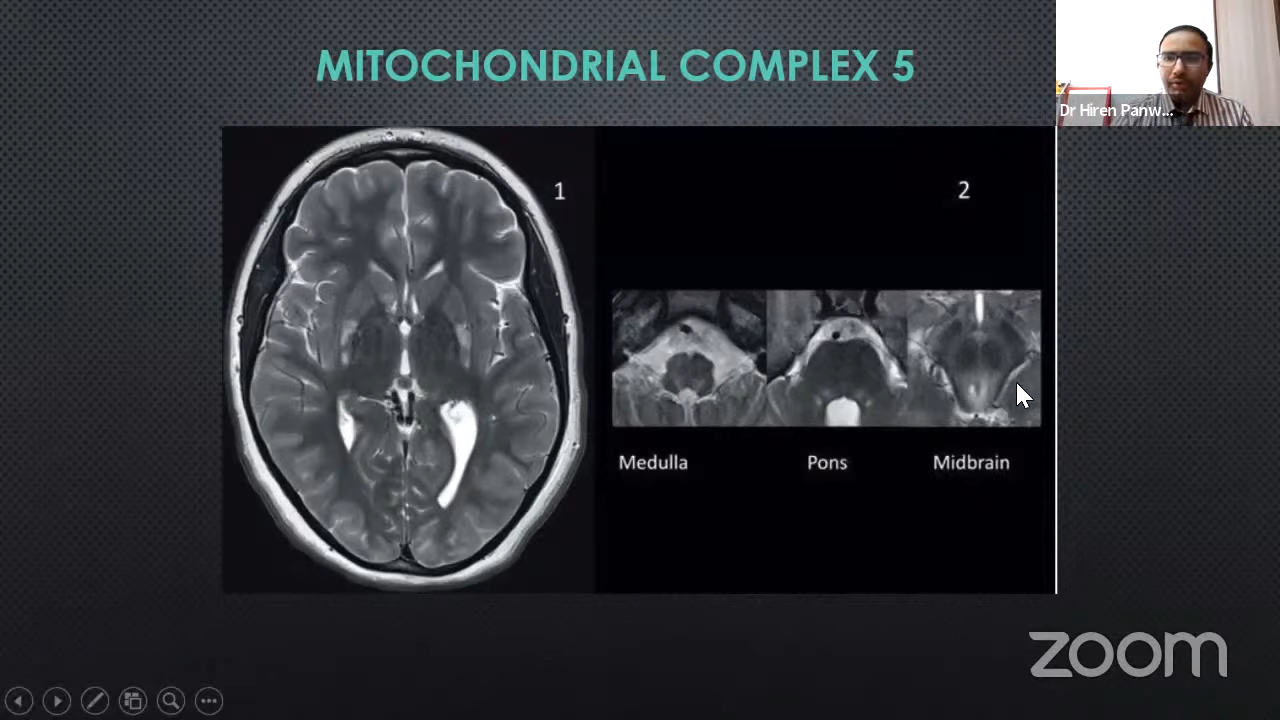 MITOCHONDRIAL COMPLEX 5
Dr Hiren Panw...
1
2
Medulla
Pons
Midbrain
zoom